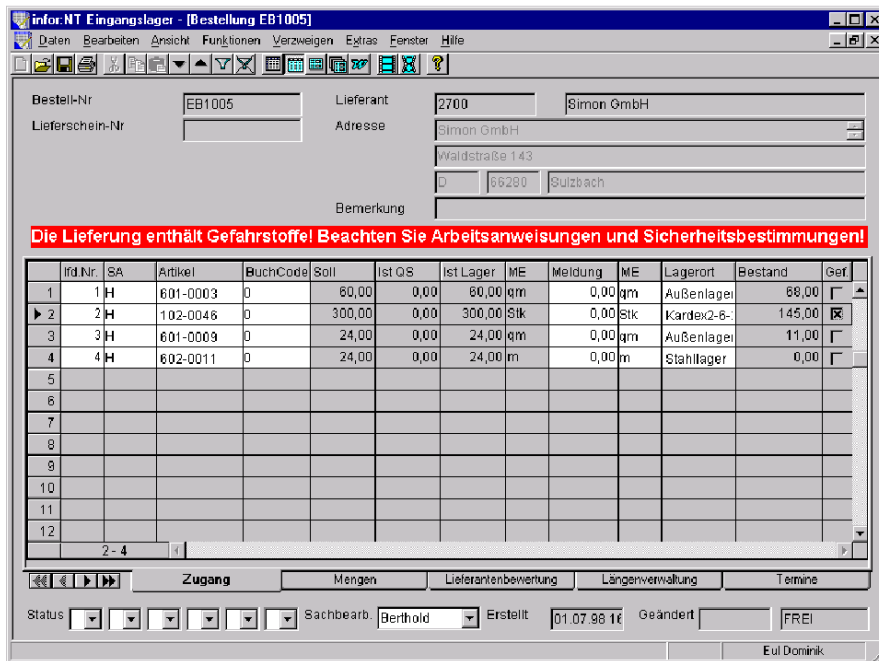 infor:NT Eingangslager - [Bestellung EB1005]
Daten Bearbeiten Ansicht Funktionen Verzweigen Extras Fenster Hilfe
Bestell-Nr EB1005 Lieferant 2700 Simon GmbH
Lieferschein-Nr Adresse Simon GmbH
Waldstraße 143
D 66280 Sulzbach
Bemerkung
Die Lieferung enthält Gefahrstoffe! Beachten Sie Arbeitsanweisungen und Sicherheitsbestimmungen!
lfd.Nr. SA Artikel BuchCode Soll Ist QS Ist Lager ME Meldung ME Lagerort Bestand Gef.
1 1 H 601-0003 0 60,00 0,00 60,00 qm 0,00 qm Außenlager 68,00
2 2 H 102-0046 0 300,00 0,00 300,00 Stk 0,00 Stk Kardex2-6- 145,00
3 3 H 601-0009 0 24,00 0,00 24,00 qm 0,00 qm Außenlager 11,00
4 4 H 602-0011 0 24,00 0,00 24,00 m 0,00 m Stahllager 0,00
5
6
7
8
9
10
11
12
2 - 4
Zugang Mengen Lieferantenbewertung Längenverwaltung Termine
Status Sachbearb. Berthold Erstellt 01.07.98 16 Geändert FREI
Eul Dominik